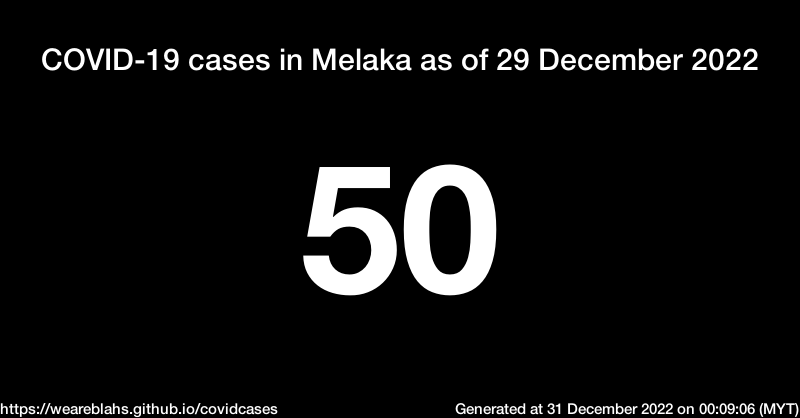 COVID-19 cases in Melaka as of 29 December 2022
50
https://weareblahs.github.io/covidcases
Generated at 31 December 2022 on 00:09:06 (MYT)